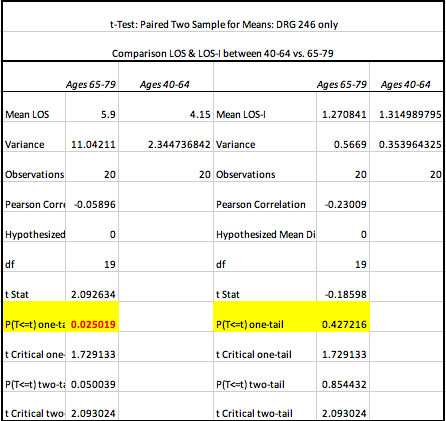 t-Test: Paired Two Sample for Means: DRG 246 only
Comparison LOS & LOS-I between 40-64 vs. 65-79
Ages 65-79 Ages 40-64 Ages 65-79 Ages 40-64
Mean LOS 5.9 4.15 Mean LOS-I 1.270841 1.314989795
Variance 11.04211 2.344736842 Variance 0.5669 0.353964325
Observations 20 20 Observations 20 20
Pearson Corre -0.05896 Pearson Correlation -0.23009
Hypothesized 0 Hypothesized Mean Di 0
df 19 df 19
t Stat 2.092634 t Stat -0.18598
P(T<=t) one-ta 0.025019 P(T<=t) one-tail 0.427216
t Critical one- 1.729133 t Critical one-tail 1.729133
P(T<=t) two-ta 0.050039 P(T<=t) two-tail 0.854432
t Critical two- 2.093024 t Critical two-tail 2.093024